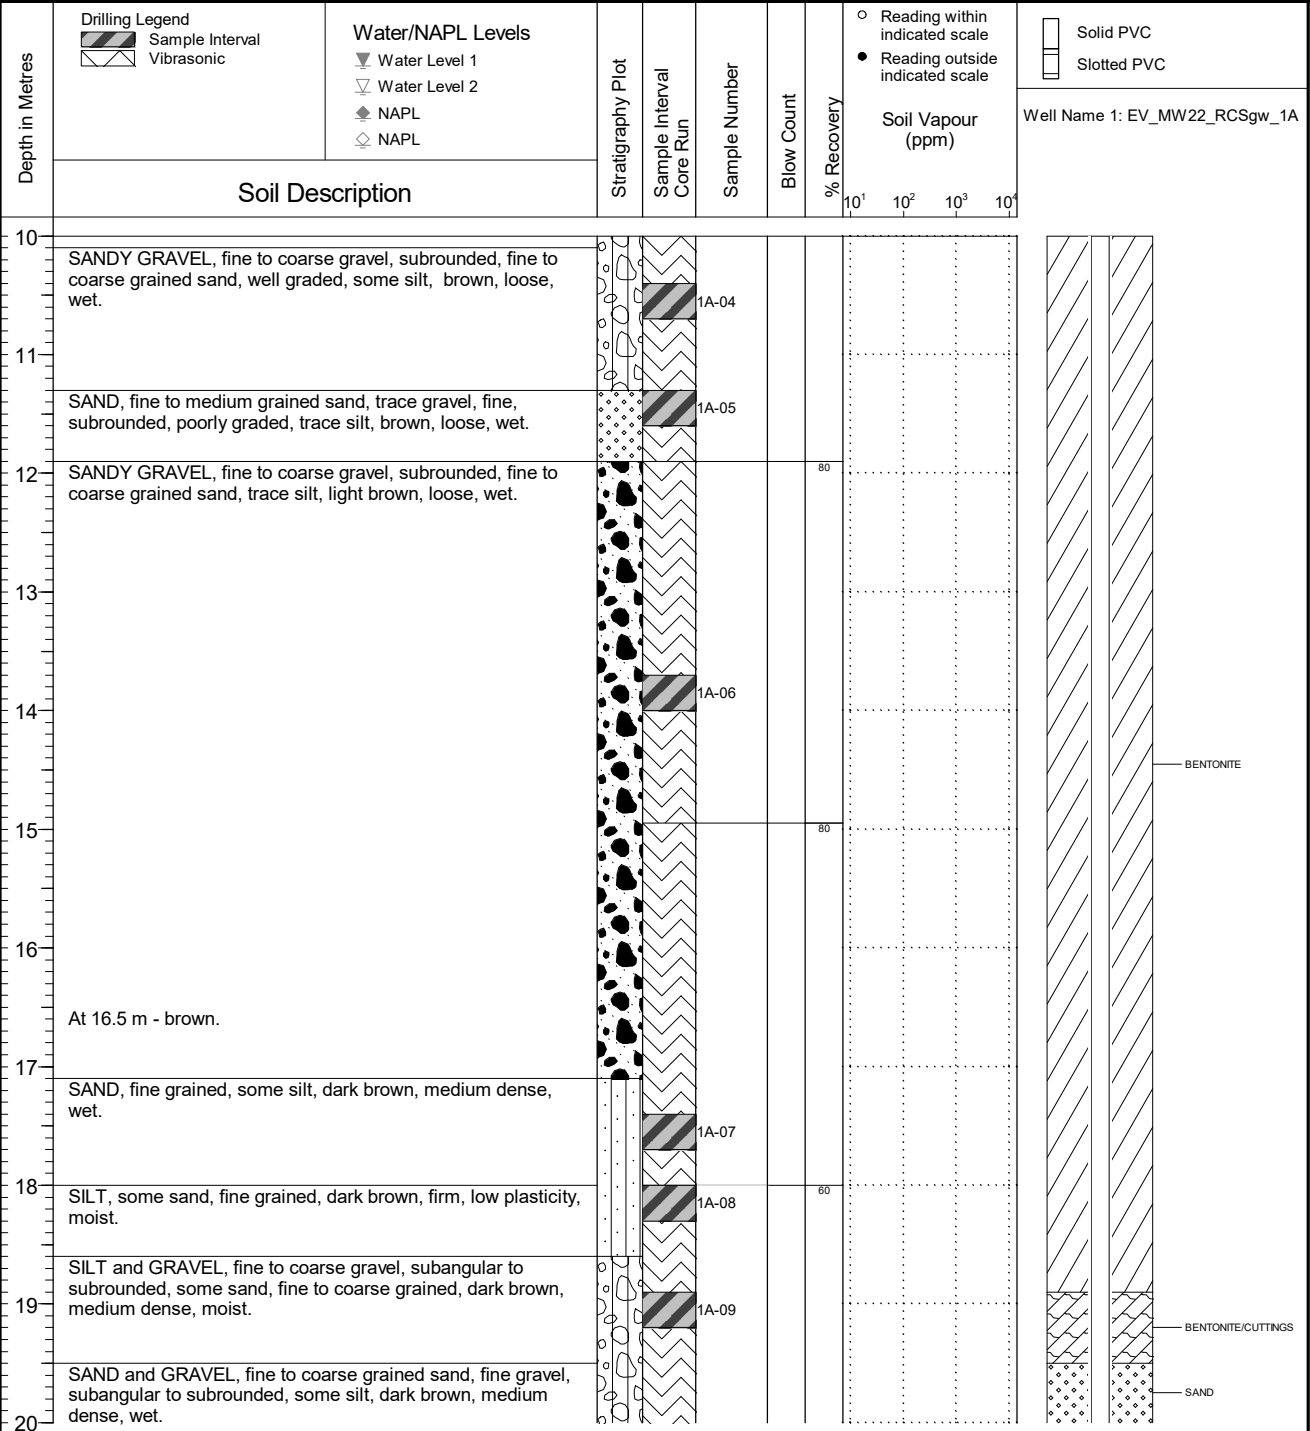 Depth in Metres
Drilling Legend
Sample Interval
Vibrasonic
Water/NAPL Levels
Water Level 1
Water Level 2
NAPL
NAPL
Soil Description
Stratigraphy Plot
Sample Interval
Core Run
Sample Number
Blow Count
% Recovery
Reading within
indicated scale
Reading outside
indicated scale
Soil Vapour
(ppm)
10¹ 10² 10³ 10⁴
Solid PVC
Slotted PVC
Well Name 1: EV_MW22_RCSgw_1A
10
SANDY GRAVEL, fine to coarse gravel, subrounded, fine to
coarse grained sand, well graded, some silt, brown, loose,
wet.
1A-04
11
SAND, fine to medium grained sand, trace gravel, fine,
subrounded, poorly graded, trace silt, brown, loose, wet.
1A-05
12
SANDY GRAVEL, fine to coarse gravel, subrounded, fine to
coarse grained sand, trace silt, light brown, loose, wet.
80
13
1A-06
14
BENTONITE
15
80
16
At 16.5 m - brown.
17
SAND, fine grained, some silt, dark brown, medium dense,
wet.
1A-07
18
SILT, some sand, fine grained, dark brown, firm, low plasticity,
moist.
1A-08
60
SILT and GRAVEL, fine to coarse gravel, subangular to
subrounded, some sand, fine to coarse grained, dark brown,
medium dense, moist.
19
1A-09
BENTONITE/CUTTINGS
SAND and GRAVEL, fine to coarse grained sand, fine gravel,
subangular to subrounded, some silt, dark brown, medium
dense, wet.
SAND
20